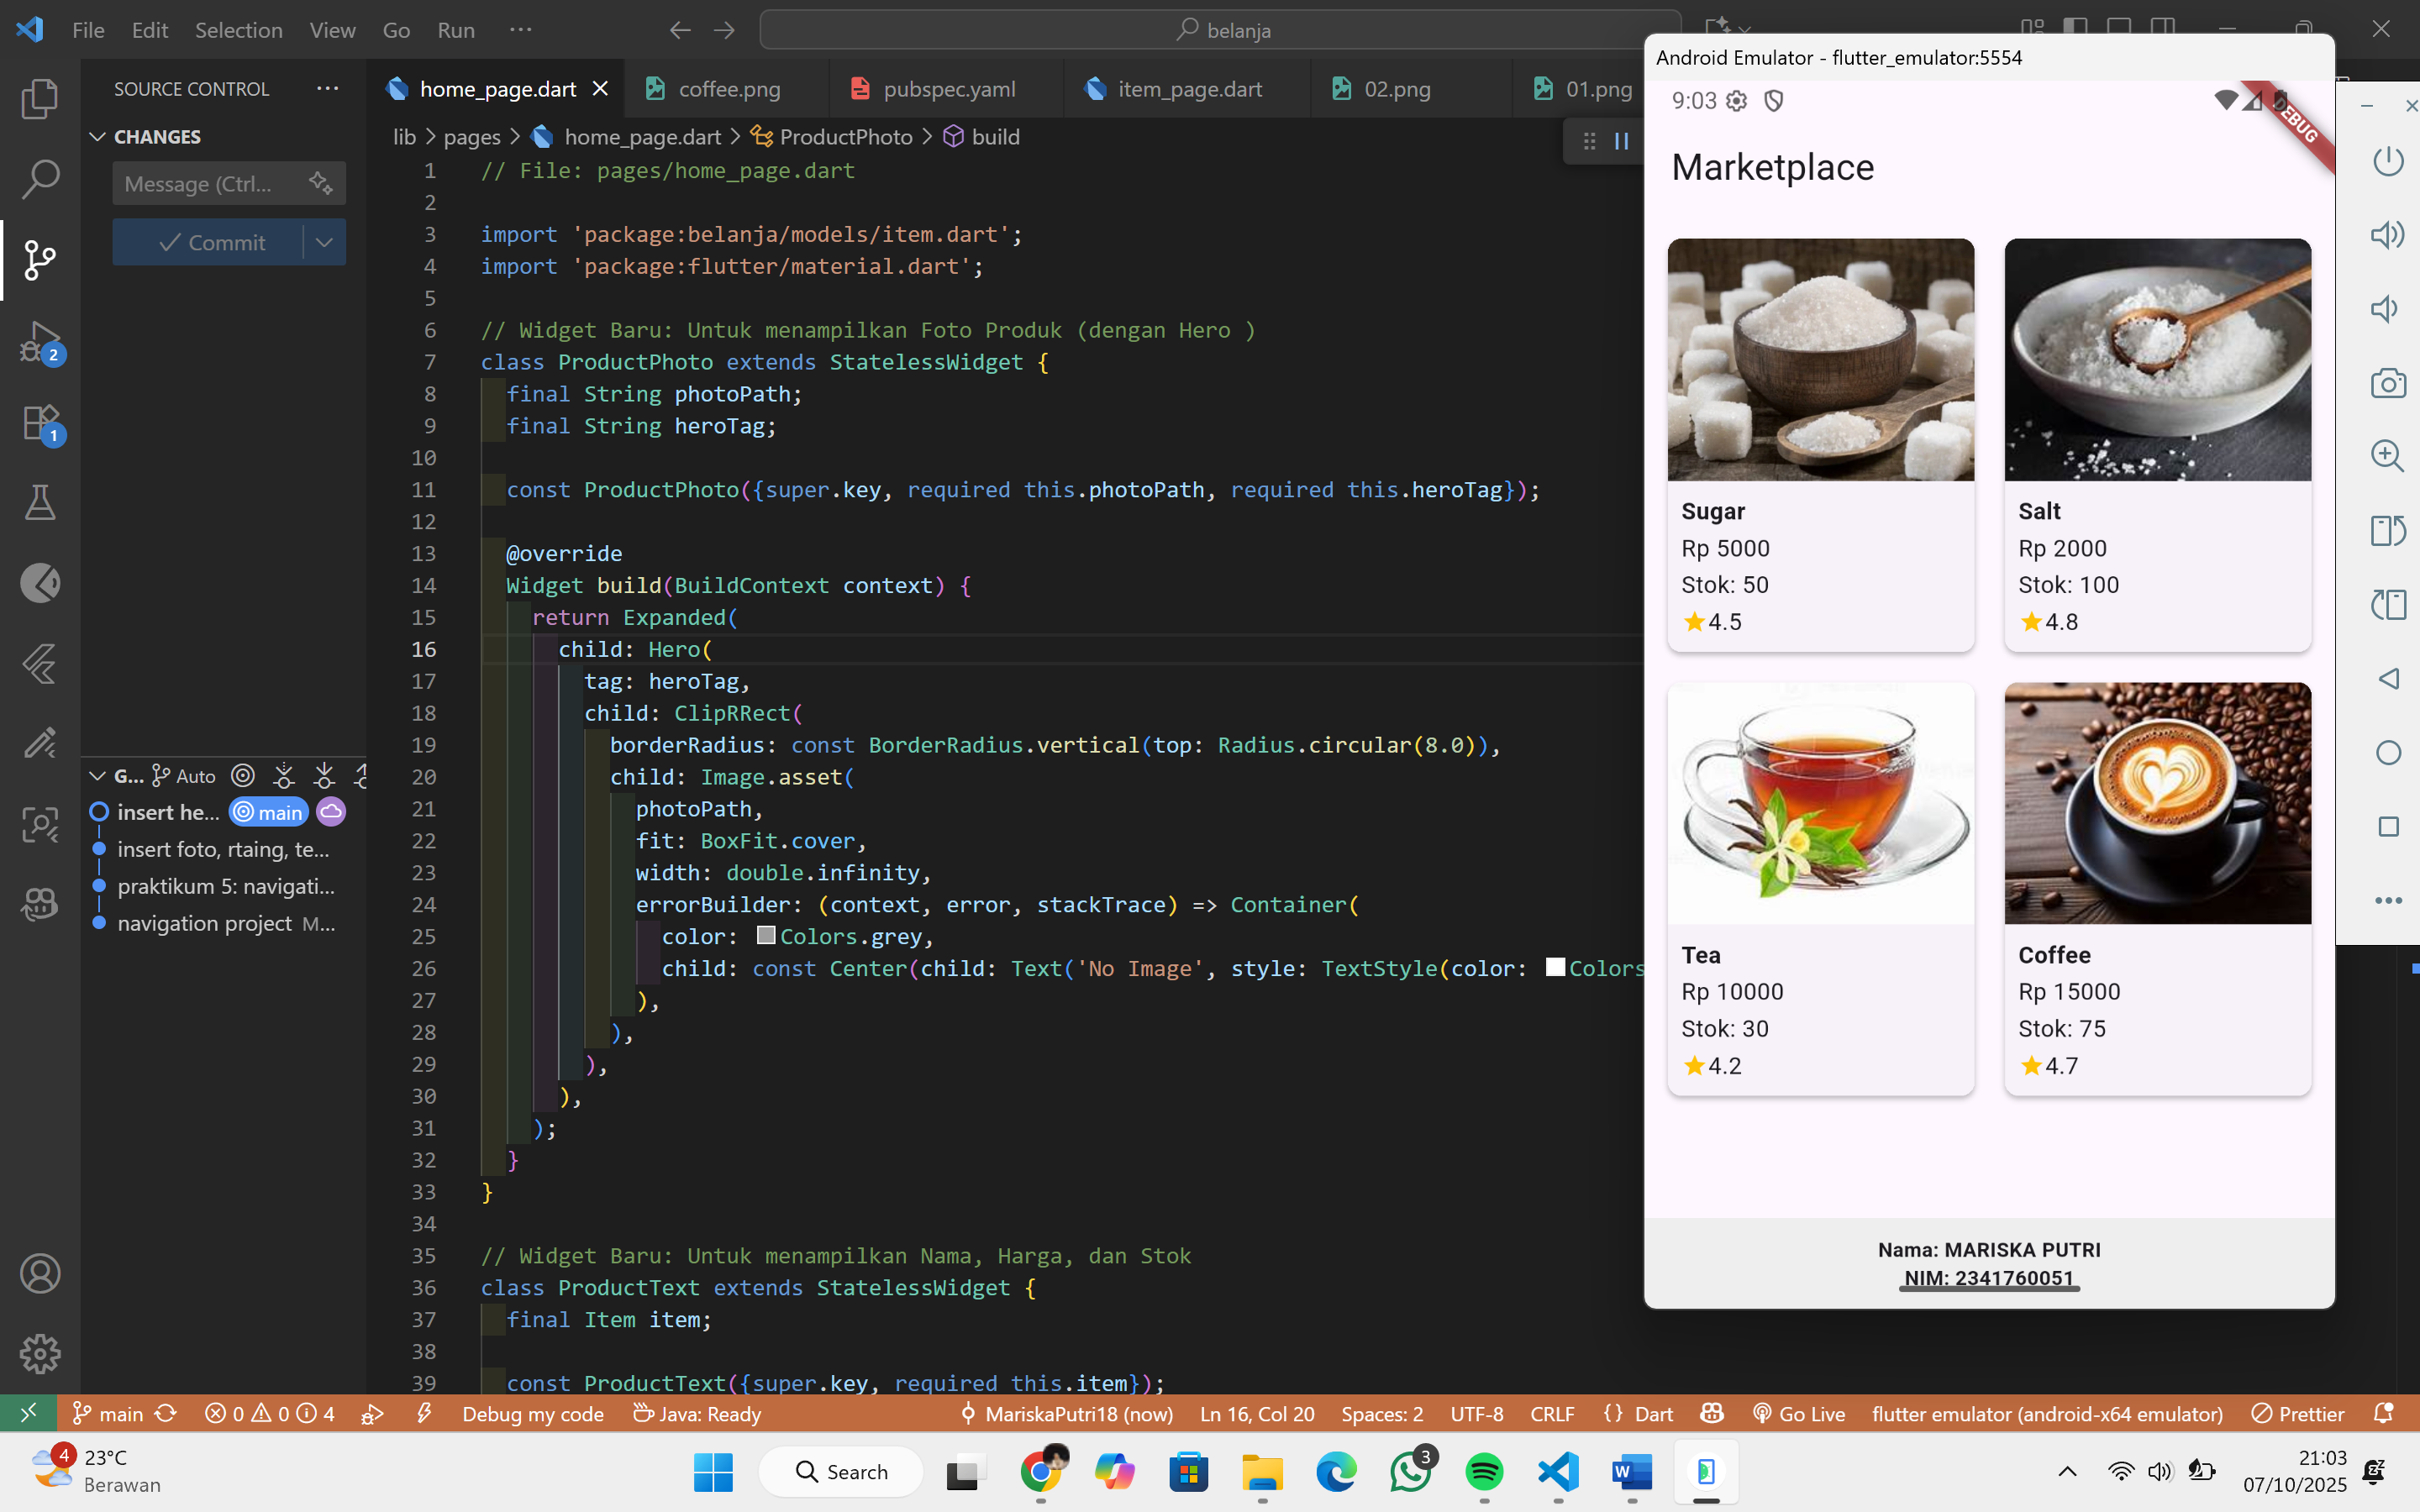 File Edit Selection View Go Run ··· belanja
SOURCE CONTROL ···
CHANGES
Message (Ctrl...
Commit
2
1
G... Auto
insert he... main
insert foto, rtaing, te...
praktikum 5: navigati...
navigation project M...
home_page.dart coffee.png pubspec.yaml item_page.dart 02.png 01.png
lib > pages > home_page.dart > ProductPhoto > build
1 // File: pages/home_page.dart
2
3 import 'package:belanja/models/item.dart';
4 import 'package:flutter/material.dart';
5
6 // Widget Baru: Untuk menampilkan Foto Produk (dengan Hero )
7 class ProductPhoto extends StatelessWidget {
8 final String photoPath;
9 final String heroTag;
10
11 const ProductPhoto({super.key, required this.photoPath, required this.heroTag});
12
13 @override
14 Widget build(BuildContext context) {
15 return Expanded(
16 child: Hero(
17 tag: heroTag,
18 child: ClipRRect(
19 borderRadius: const BorderRadius.vertical(top: Radius.circular(8.0)),
20 child: Image.asset(
21 photoPath,
22 fit: BoxFit.cover,
23 width: double.infinity,
24 errorBuilder: (context, error, stackTrace) => Container(
25 color: Colors.grey,
26 child: const Center(child: Text('No Image', style: TextStyle(color: Colors
27 ),
28 ),
29 ),
30 ),
31 );
32 }
33 }
34
35 // Widget Baru: Untuk menampilkan Nama, Harga, dan Stok
36 class ProductText extends StatelessWidget {
37 final Item item;
38
39 const ProductText({super.key, required this.item});
Android Emulator - flutter_emulator:5554
9:03
DEBUG
Marketplace
Sugar
Rp 5000
Stok: 50
4.5
Salt
Rp 2000
Stok: 100
4.8
Tea
Rp 10000
Stok: 30
4.2
Coffee
Rp 15000
Stok: 75
4.7
Nama: MARISKA PUTRI
NIM: 2341760051
main 0 0 4 Debug my code Java: Ready MariskaPutri18 (now) Ln 16, Col 20 Spaces: 2 UTF-8 CRLF {} Dart Go Live flutter emulator (android-x64 emulator) Prettier
4 23°C
Berawan
Search
3
W
21:03
07/10/2025